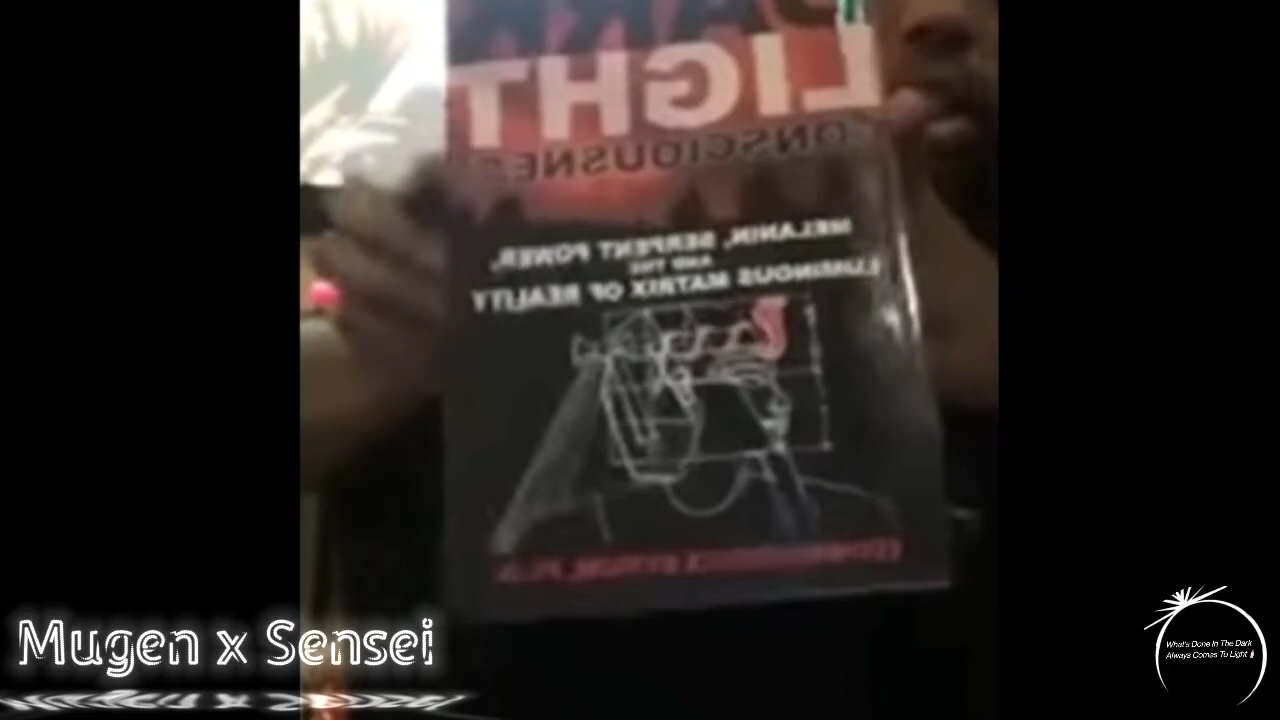 LIGHT
CONSCIOUSNESS
MELANIN, SERPENT POWER,
AND THE
LUMINOUS MATRIX OF REALITY
Mugen x Sensei
What's Done In The Dark
Always Comes To Light